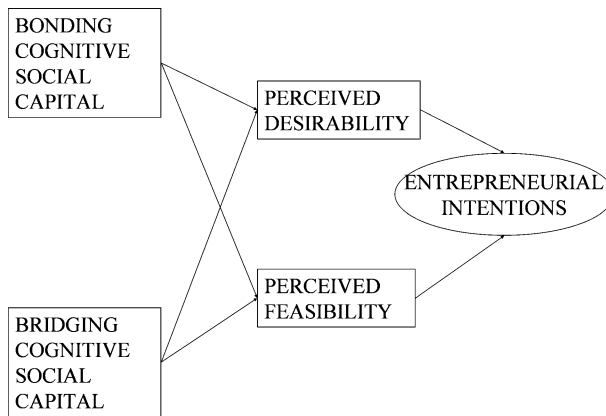 BONDING
COGNITIVE
SOCIAL
CAPITAL
PERCEIVED
DESIRABILITY
ENTREPRENEURIAL
INTENTIONS
PERCEIVED
FEASIBILITY
BRIDGING
COGNITIVE
SOCIAL
CAPITAL